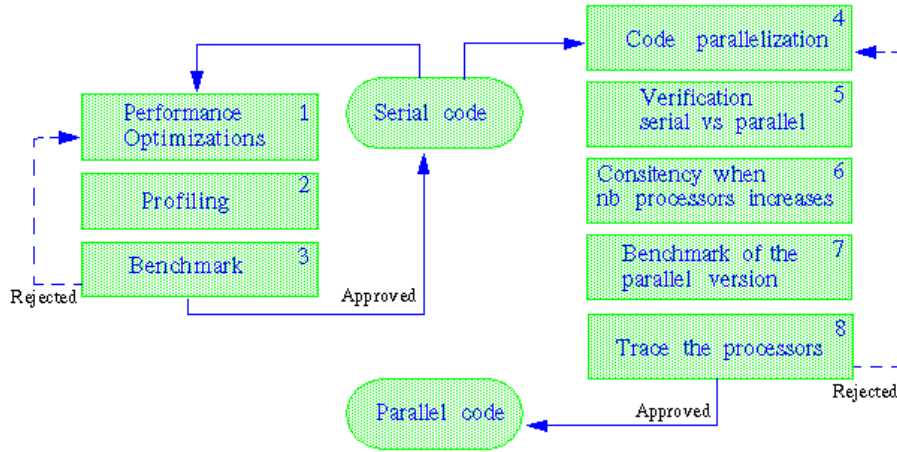 4
Code parallelization
1
Performance
Optimizations
Serial code
5
Verification
serial vs parallel
2
Profiling
6
Consitency when
nb processors increases
3
Benchmark
7
Benchmark of the
parallel version
Rejected
Approved
8
Trace the processors
Rejected
Approved
Parallel code